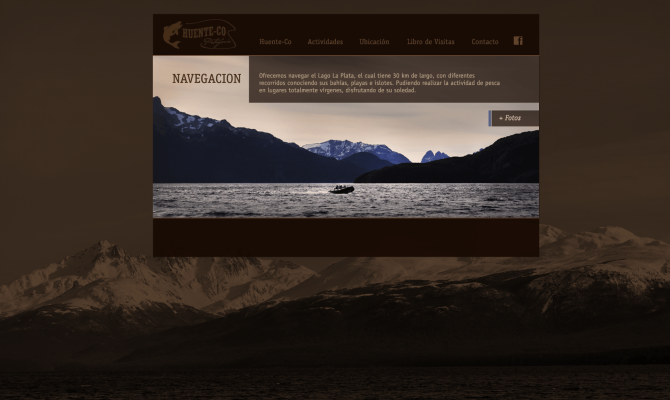 HUENTE-CO
Patagonia
Huente-Co Actividades Ubicación Libro de Visitas Contacto
NAVEGACION
Ofrecemos navegar el Lago La Plata, el cual tiene 30 km de largo, con diferentes
recorridos conociendo sus bahías, playas e islotes. Pudiendo realizar la actividad de pesca
en lugares totalmente vírgenes, disfrutando de su soledad.
+ Fotos